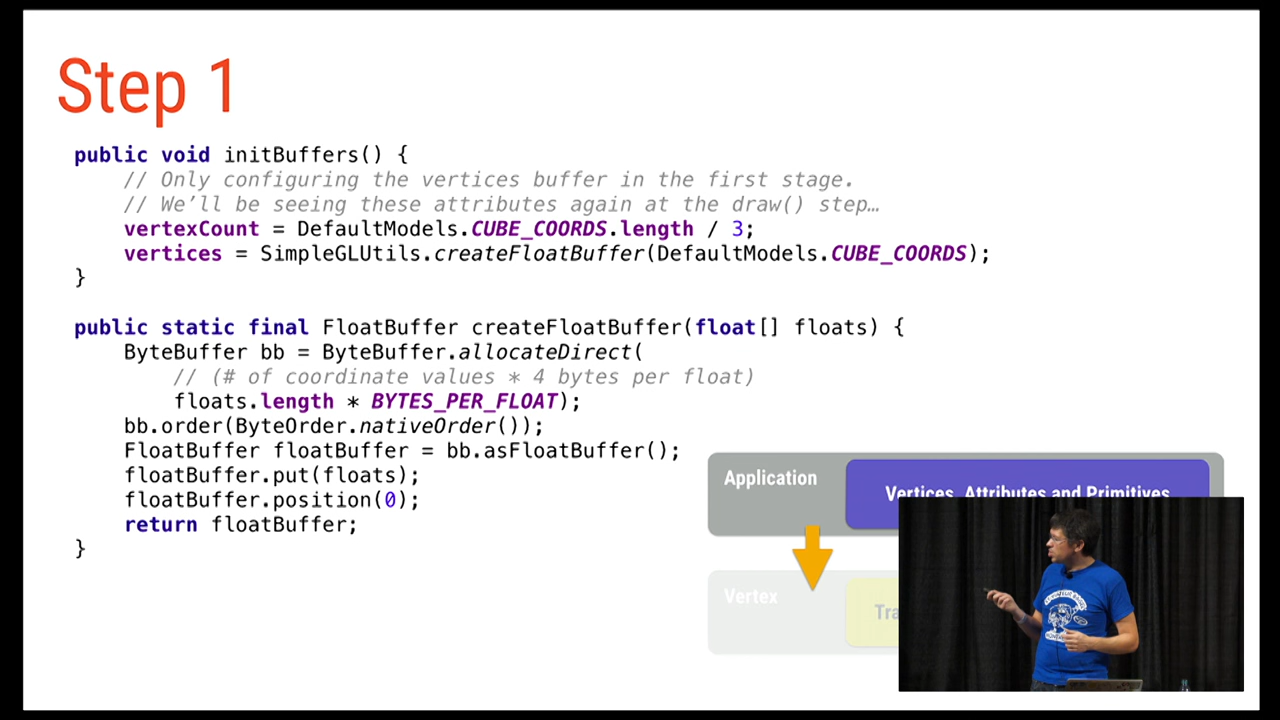 Step 1
public void initBuffers() {
// Only configuring the vertices buffer in the first stage.
// We'll be seeing these attributes again at the draw() step…
vertexCount = DefaultModels.CUBE_COORDS.length / 3;
vertices = SimpleGLUtils.createFloatBuffer(DefaultModels.CUBE_COORDS);
}
public static final FloatBuffer createFloatBuffer(float[] floats) {
ByteBuffer bb = ByteBuffer.allocateDirect(
// (# of coordinate values * 4 bytes per float)
floats.length * BYTES_PER_FLOAT);
bb.order(ByteOrder.nativeOrder());
FloatBuffer floatBuffer = bb.asFloatBuffer();
floatBuffer.put(floats);
floatBuffer.position(0);
return floatBuffer;
}
Application
Vertices, Attributes and Primitives
Vertex